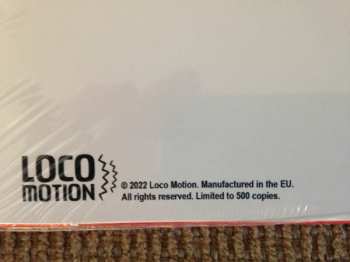 LOCO
MOTION
© 2022 Loco Motion. Manufactured in the EU.
All rights reserved. Limited to 500 copies.